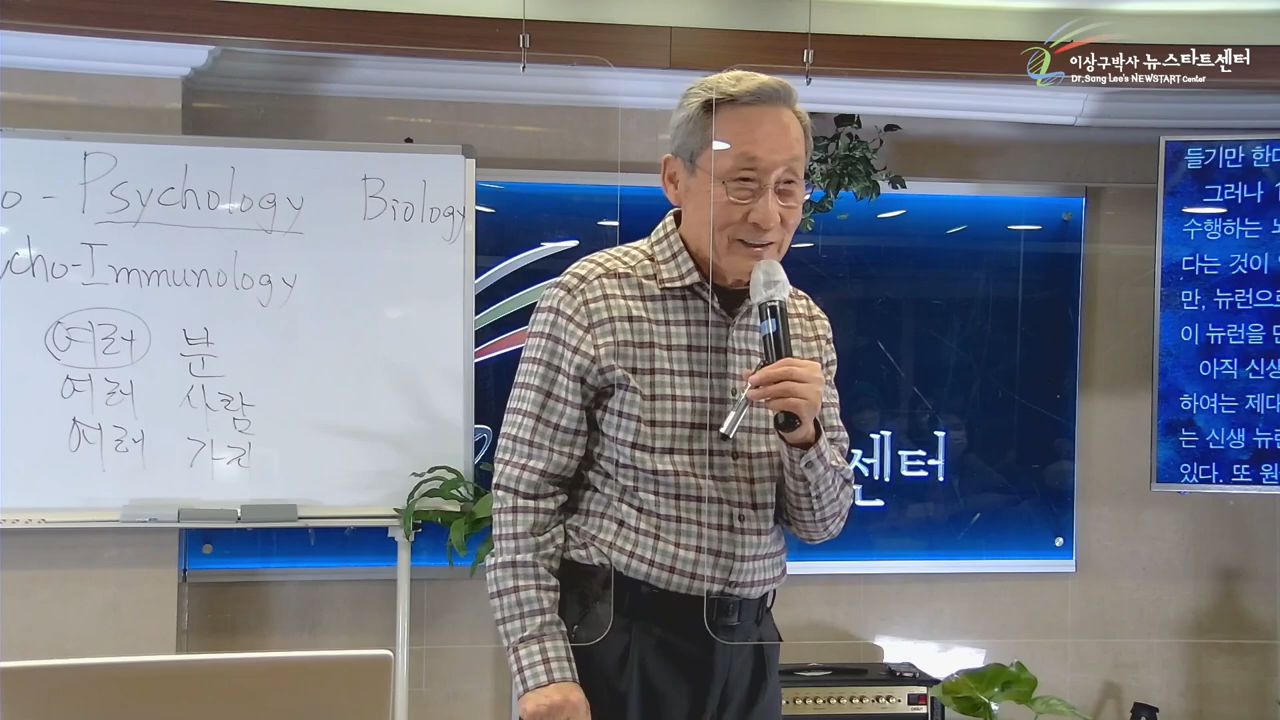 이상구박사 뉴스타트센터
Dr. Sang Lee's NEWSTART Center
o - Psychology Biology
cho-Immunology
여러 분
여러 사람
여러 가지
센터
들기만 한다
그러나
수행하는
다는 것이
만, 뉴런으로
이 뉴런을
아직 신생
하여는 제대
는 신생 뉴런
있다. 또 원